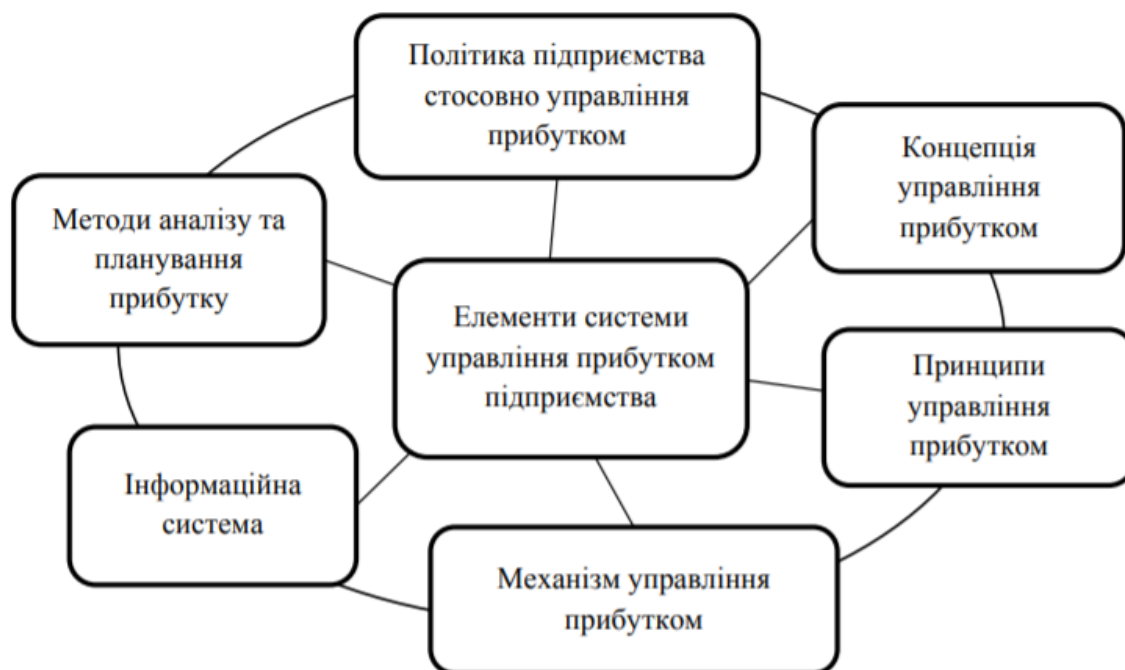 Політика підприємства
стосовно управління
прибутком
Концепція
управління
прибутком
Методи аналізу та
планування
прибутку
Елементи системи
управління прибутком
підприємства
Принципи
управління
прибутком
Інформаційна
система
Механізм управління
прибутком